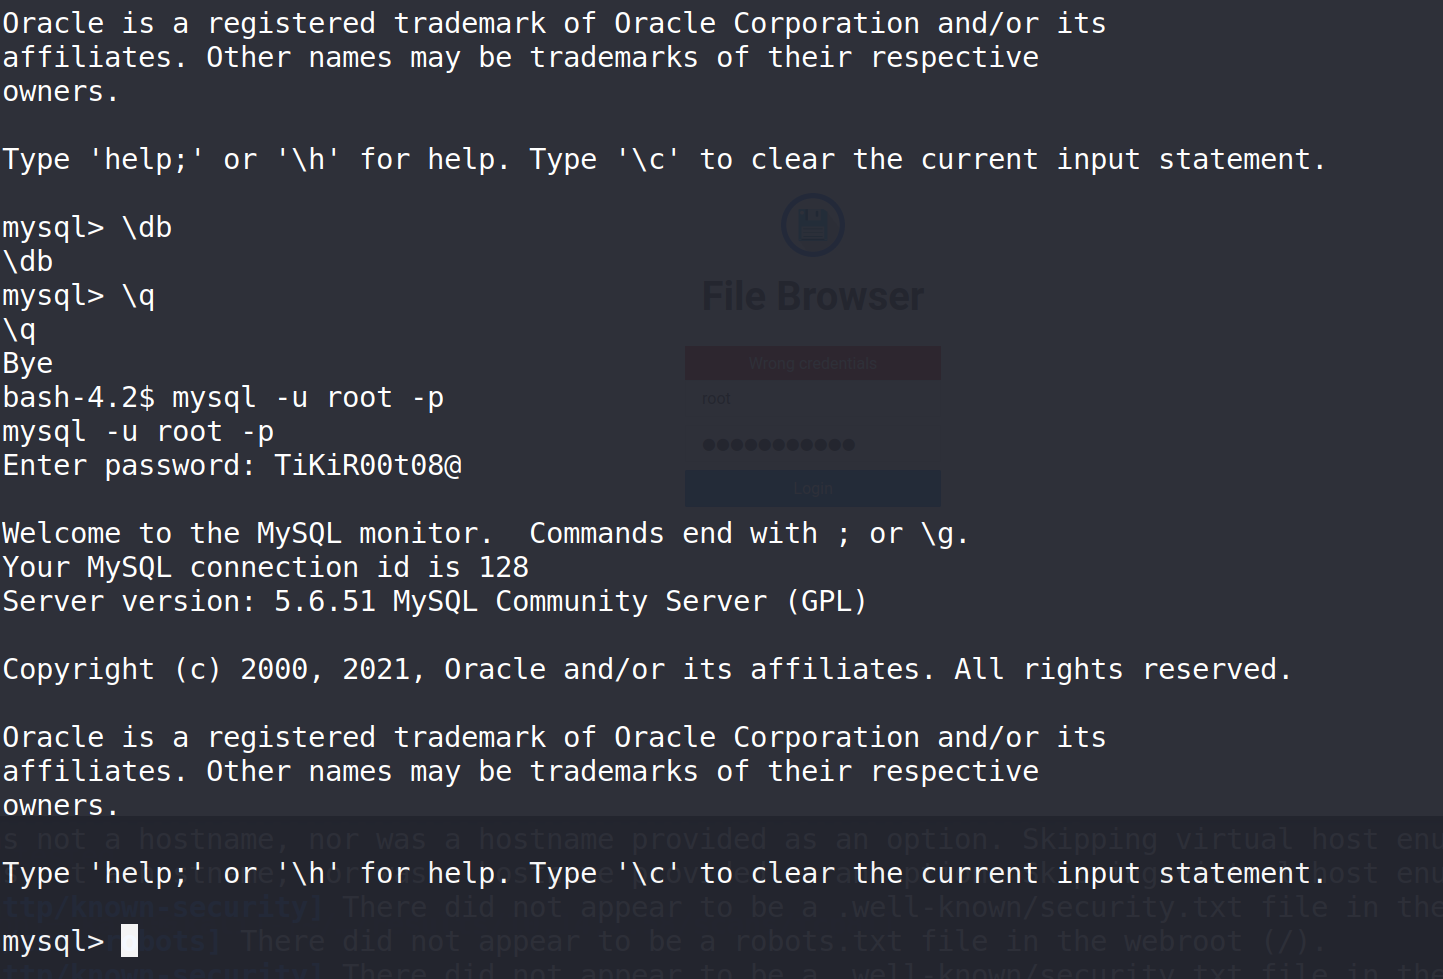 Oracle is a registered trademark of Oracle Corporation and/or its
affiliates. Other names may be trademarks of their respective
owners.
Type 'help;' or '\h' for help. Type '\c' to clear the current input statement.
mysql> \db
\db
mysql> \q
File Browser
\q
Bye
Wrong credentials
bash-4.2$ mysql -u root -p
root
mysql -u root -p
Enter password: TiKiR00t08@
Login
Welcome to the MySQL monitor.  Commands end with ; or \g.
Your MySQL connection id is 128
Server version: 5.6.51 MySQL Community Server (GPL)
Copyright (c) 2000, 2021, Oracle and/or its affiliates. All rights reserved.
Oracle is a registered trademark of Oracle Corporation and/or its
affiliates. Other names may be trademarks of their respective
owners.
s not a hostname, nor was a hostname provided as an option. Skipping virtual host enu
Type 'help;' or '\h' for help. Type '\c' to clear the current input statement.
ttp/known-security] There did not appear to be a .well-known/security.txt file in the
mysql>
bots] There did not appear to be a robots.txt file in the webroot (/).
ttp/known-security] There did not appear to be a .well-known/security.txt file in the